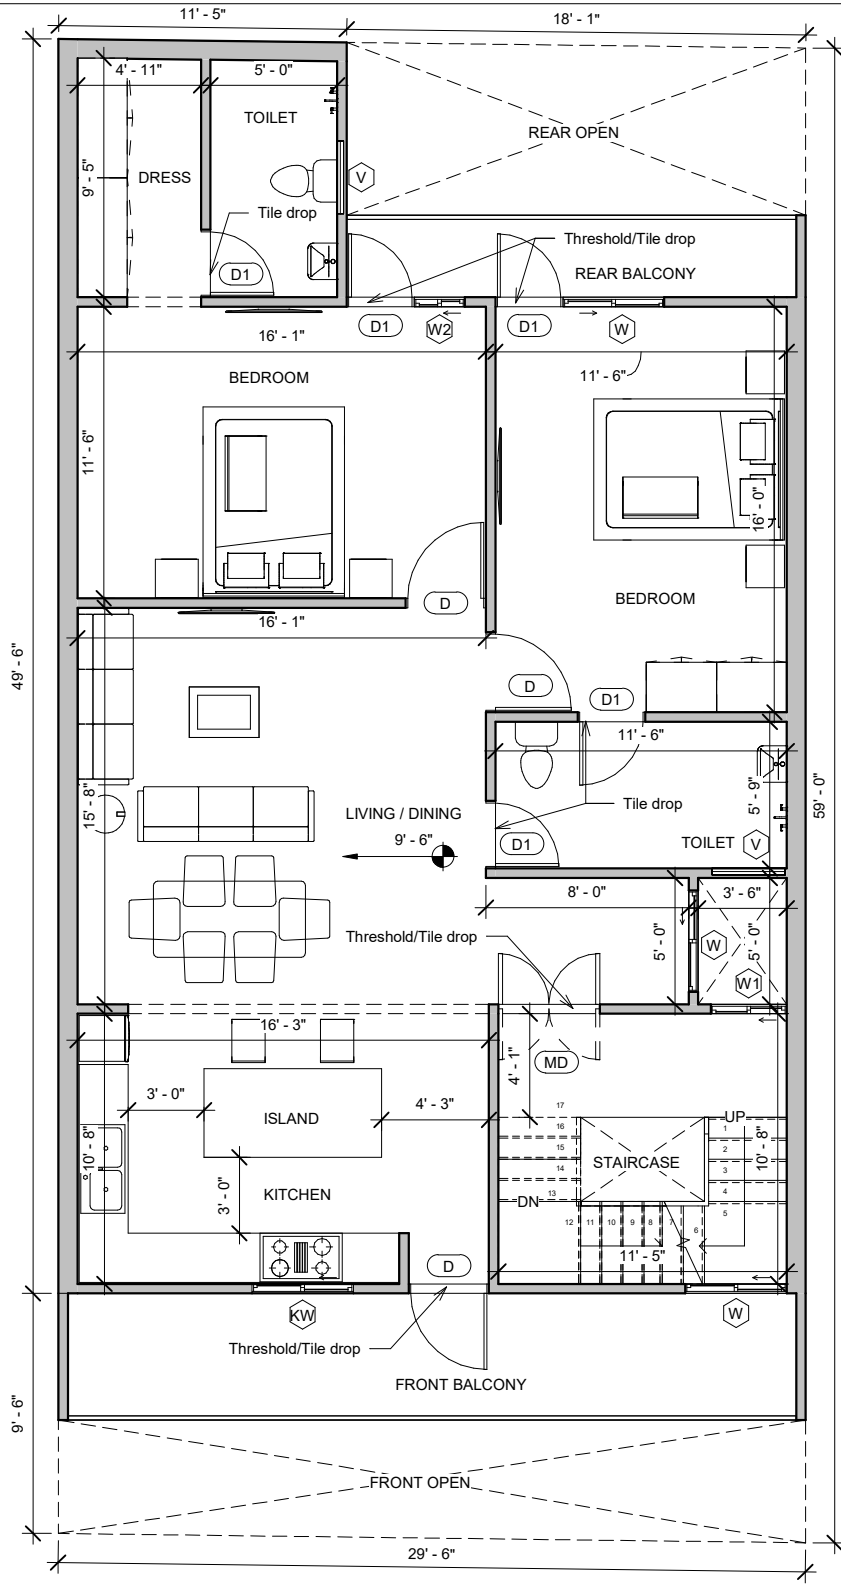 11' - 5"
18' - 1"
4' - 11"
5' - 0"
TOILET
REAR OPEN
DRESS
V
9' - 5"
Tile drop
Threshold/Tile drop
D1
REAR BALCONY
D1
W2
D1
W
16' - 1"
11' - 6"
BEDROOM
11' - 6"
16' - 0"
BEDROOM
D
16' - 1"
49' - 6"
D
D1
11' - 6"
59' - 0"
15' - 8"
5' - 9"
Tile drop
LIVING / DINING
9' - 6"
D1
TOILET
V
8' - 0"
3' - 6"
Threshold/Tile drop
5' - 0"
W
5' - 0"
W1
16' - 3"
4' - 1"
MD
3' - 0"
ISLAND
4' - 3"
17
16
15
14
13
UP
1
2
3
4
5
10' - 8"
STAIRCASE
10' - 8"
3' - 0"
KITCHEN
DN
12
11
10
9
8
7
6
11' - 5"
D
KW
W
Threshold/Tile drop
FRONT BALCONY
9' - 6"
FRONT OPEN
29' - 6"